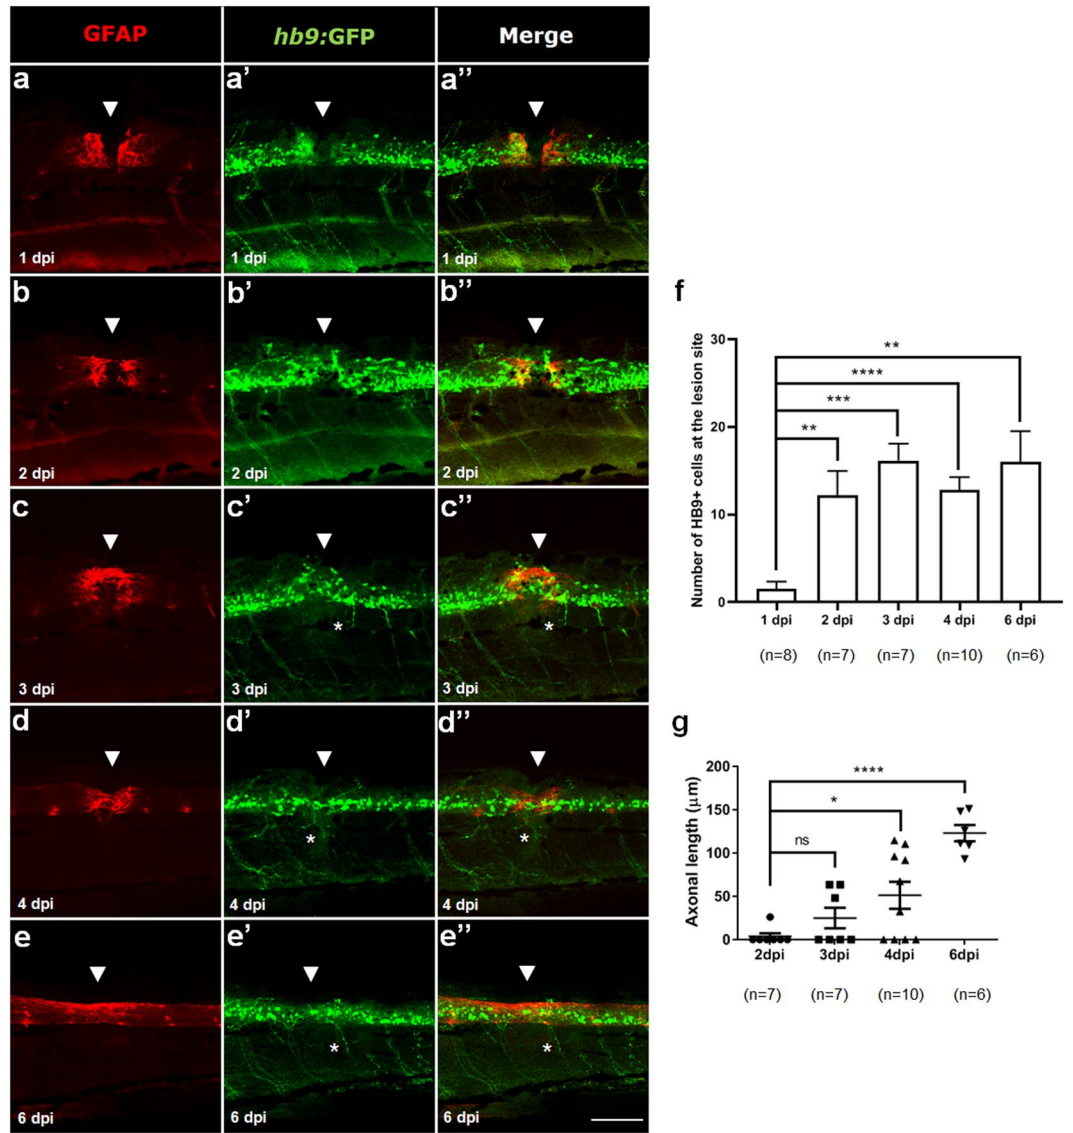 GFAP hb9:GFP Merge
a a’ a’’
1 dpi 1 dpi 1 dpi
b b’ b’’
2 dpi 2 dpi 2 dpi
c c’ c’’
* *
3 dpi 3 dpi 3 dpi
d d’ d’’
* *
4 dpi 4 dpi 4 dpi
e e’ e’’
* *
6 dpi 6 dpi 6 dpi
f
Number of HB9+ cells at the lesion site
30
20
10
0
**
****
***
**
1 dpi 2 dpi 3 dpi 4 dpi 6 dpi
(n=8) (n=7) (n=7) (n=10) (n=6)
g
Axonal length (μm)
200
150
100
50
0
****
*
ns
2dpi 3dpi 4dpi 6dpi
(n=7) (n=7) (n=10) (n=6)